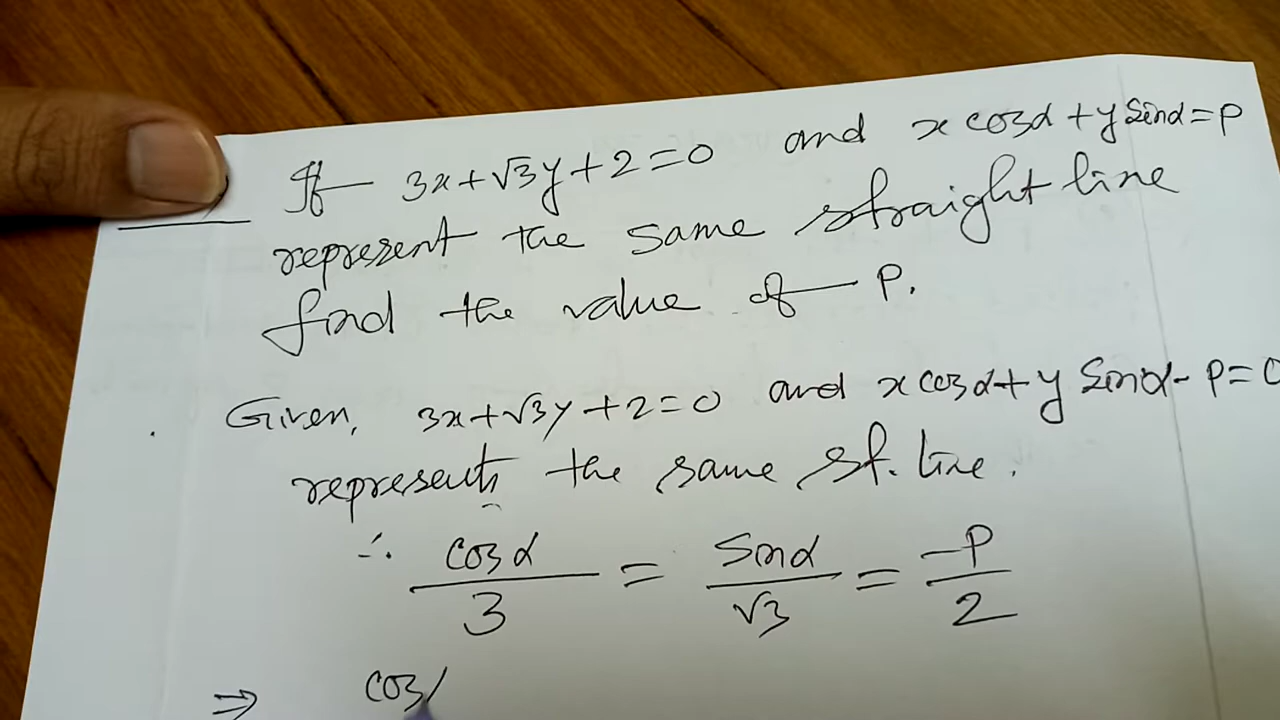 If 3x+√3y+2=0 and x cosα+y sinα=P
represent the same straight line
find the value of P.
Given, 3x+√3y+2=0 and x cosα+y sinα-P=0
represents the same st. line.
∴ cosα/3 = sinα/√3 = -P/2
⇒ cos